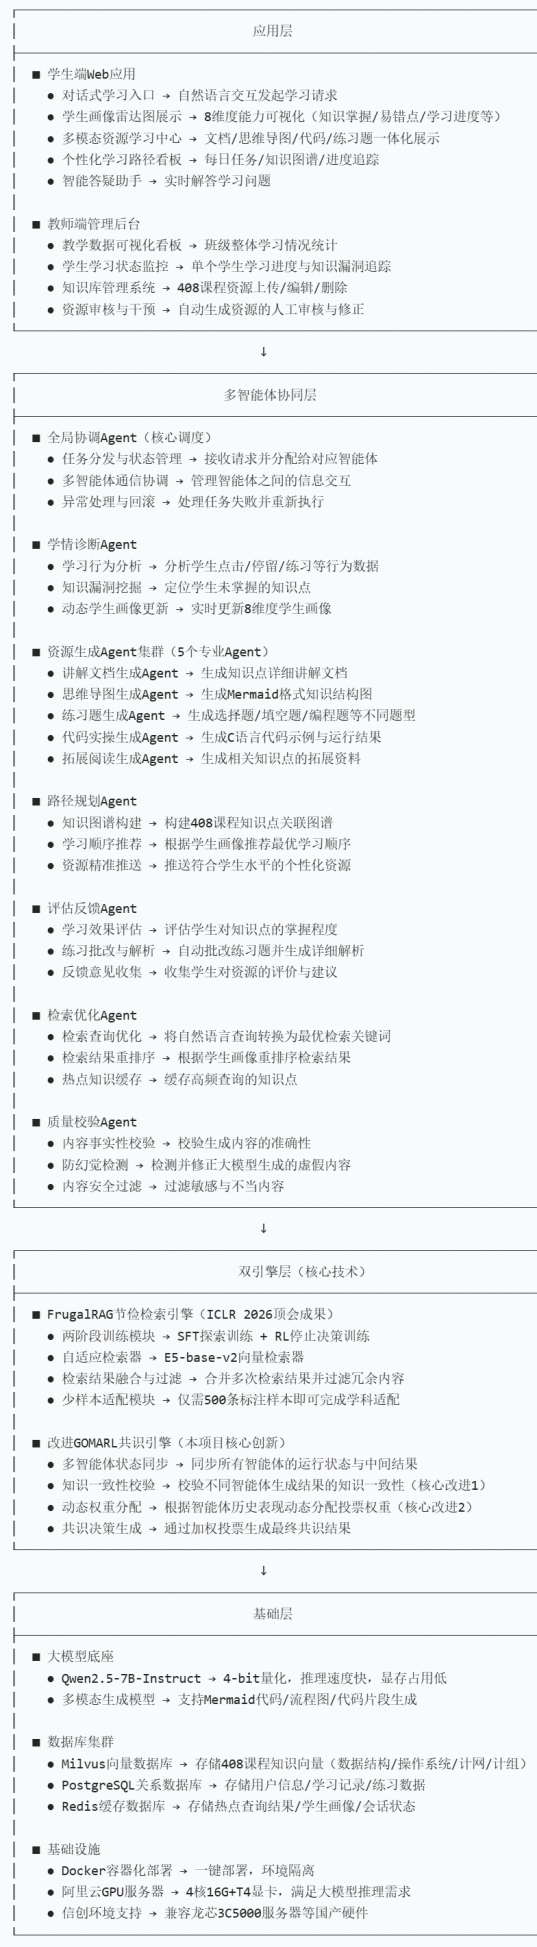 应用层
■ 学生端Web应用
● 对话式学习入口 → 自然语言交互发起学习请求
● 学生画像雷达图展示 → 8维度能力可视化（知识掌握/易错点/学习进度等）
● 多模态资源学习中心 → 文档/思维导图/代码/练习题一体化展示
● 个性化学习路径看板 → 每日任务/知识图谱/进度追踪
● 智能答疑助手 → 实时解答学习问题
■ 教师端管理后台
● 教学数据可视化看板 → 班级整体学习情况统计
● 学生学习状态监控 → 单个学生学习进度与知识漏洞追踪
● 知识库管理系统 → 408课程资源上传/编辑/删除
● 资源审核与干预 → 自动生成资源的人工审核与修正
↓
多智能体协同层
■ 全局协调Agent（核心调度）
● 任务分发与状态管理 → 接收请求并分配给对应智能体
● 多智能体通信协调 → 管理智能体之间的信息交互
● 异常处理与回滚 → 处理任务失败并重新执行
■ 学情诊断Agent
● 学习行为分析 → 分析学生点击/停留/练习等行为数据
● 知识漏洞挖掘 → 定位学生未掌握的知识点
● 动态学生画像更新 → 实时更新8维度学生画像
■ 资源生成Agent集群（5个专业Agent）
● 讲解文档生成Agent → 生成知识点详细讲解文档
● 思维导图生成Agent → 生成Mermaid格式知识结构图
● 练习题生成Agent → 生成选择题/填空题/编程题等不同题型
● 代码实操生成Agent → 生成C语言代码示例与运行结果
● 拓展阅读生成Agent → 生成相关知识点的拓展资料
■ 路径规划Agent
● 知识图谱构建 → 构建408课程知识点关联图谱
● 学习顺序推荐 → 根据学生画像推荐最优学习顺序
● 资源精准推送 → 推送符合学生水平的个性化资源
■ 评估反馈Agent
● 学习效果评估 → 评估学生对知识点的掌握程度
● 练习批改与解析 → 自动批改练习题并生成详细解析
● 反馈意见收集 → 收集学生对资源的评价与建议
■ 检索优化Agent
● 检索查询优化 → 将自然语言查询转换为最优检索关键词
● 检索结果重排序 → 根据学生画像重排序检索结果
● 热点知识缓存 → 缓存高频查询的知识点
■ 质量校验Agent
● 内容事实性校验 → 校验生成内容的准确性
● 防幻觉检测 → 检测并修正大模型生成的虚假内容
● 内容安全过滤 → 过滤敏感与不当内容
↓
双引擎层（核心技术）
■ FrugalRAG节俭检索引擎（ICLR 2026顶会成果）
● 两阶段训练模块 → SFT探索训练 + RL停止决策训练
● 自适应检索器 → E5-base-v2向量检索器
● 检索结果融合与过滤 → 合并多次检索结果并过滤冗余内容
● 少样本适配模块 → 仅需500条标注样本即可完成学科适配
■ 改进GOMARL共识引擎（本项目核心创新）
● 多智能体状态同步 → 同步所有智能体的运行状态与中间结果
● 知识一致性校验 → 校验不同智能体生成结果的知识一致性（核心改进1）
● 动态权重分配 → 根据智能体历史表现动态分配投票权重（核心改进2）
● 共识决策生成 → 通过加权投票生成最终共识结果
↓
基础层
■ 大模型底座
● Qwen2.5-7B-Instruct → 4-bit量化，推理速度快，显存占用低
● 多模态生成模型 → 支持Mermaid代码/流程图/代码片段生成
■ 数据库集群
● Milvus向量数据库 → 存储408课程知识向量（数据结构/操作系统/计网/计组）
● PostgreSQL关系数据库 → 存储用户信息/学习记录/练习数据
● Redis缓存数据库 → 存储热点查询结果/学生画像/会话状态
■ 基础设施
● Docker容器化部署 → 一键部署，环境隔离
● 阿里云GPU服务器 → 4核16G+T4显卡，满足大模型推理需求
● 信创环境支持 → 兼容龙芯3C5000服务器等国产硬件